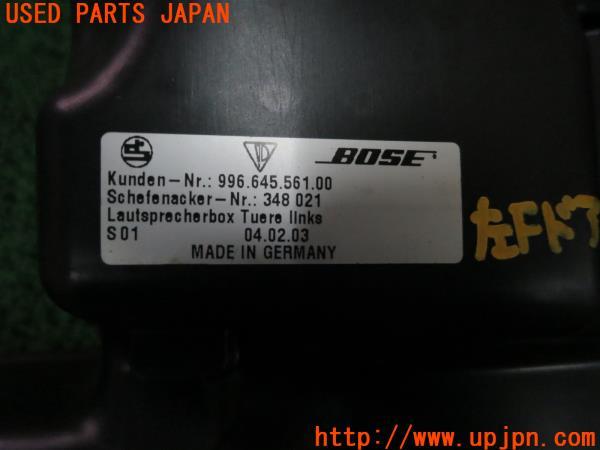 USED PARTS JAPAN
BOSE
Kunden-Nr.: 996.645.561.00
Schefenacker-Nr.: 348 021
Lautsprecherbox Tuere links
S 01 04.02.03
MADE IN GERMANY
左Fドア
http://www.upjpn.com/